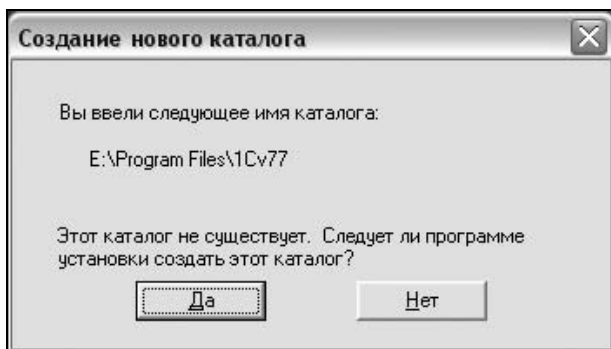 Создание нового каталога
Вы ввели следующее имя каталога:
E:\Program Files\1Cv77
Этот каталог не существует. Следует ли программе
установки создать этот каталог?
Да
Нет